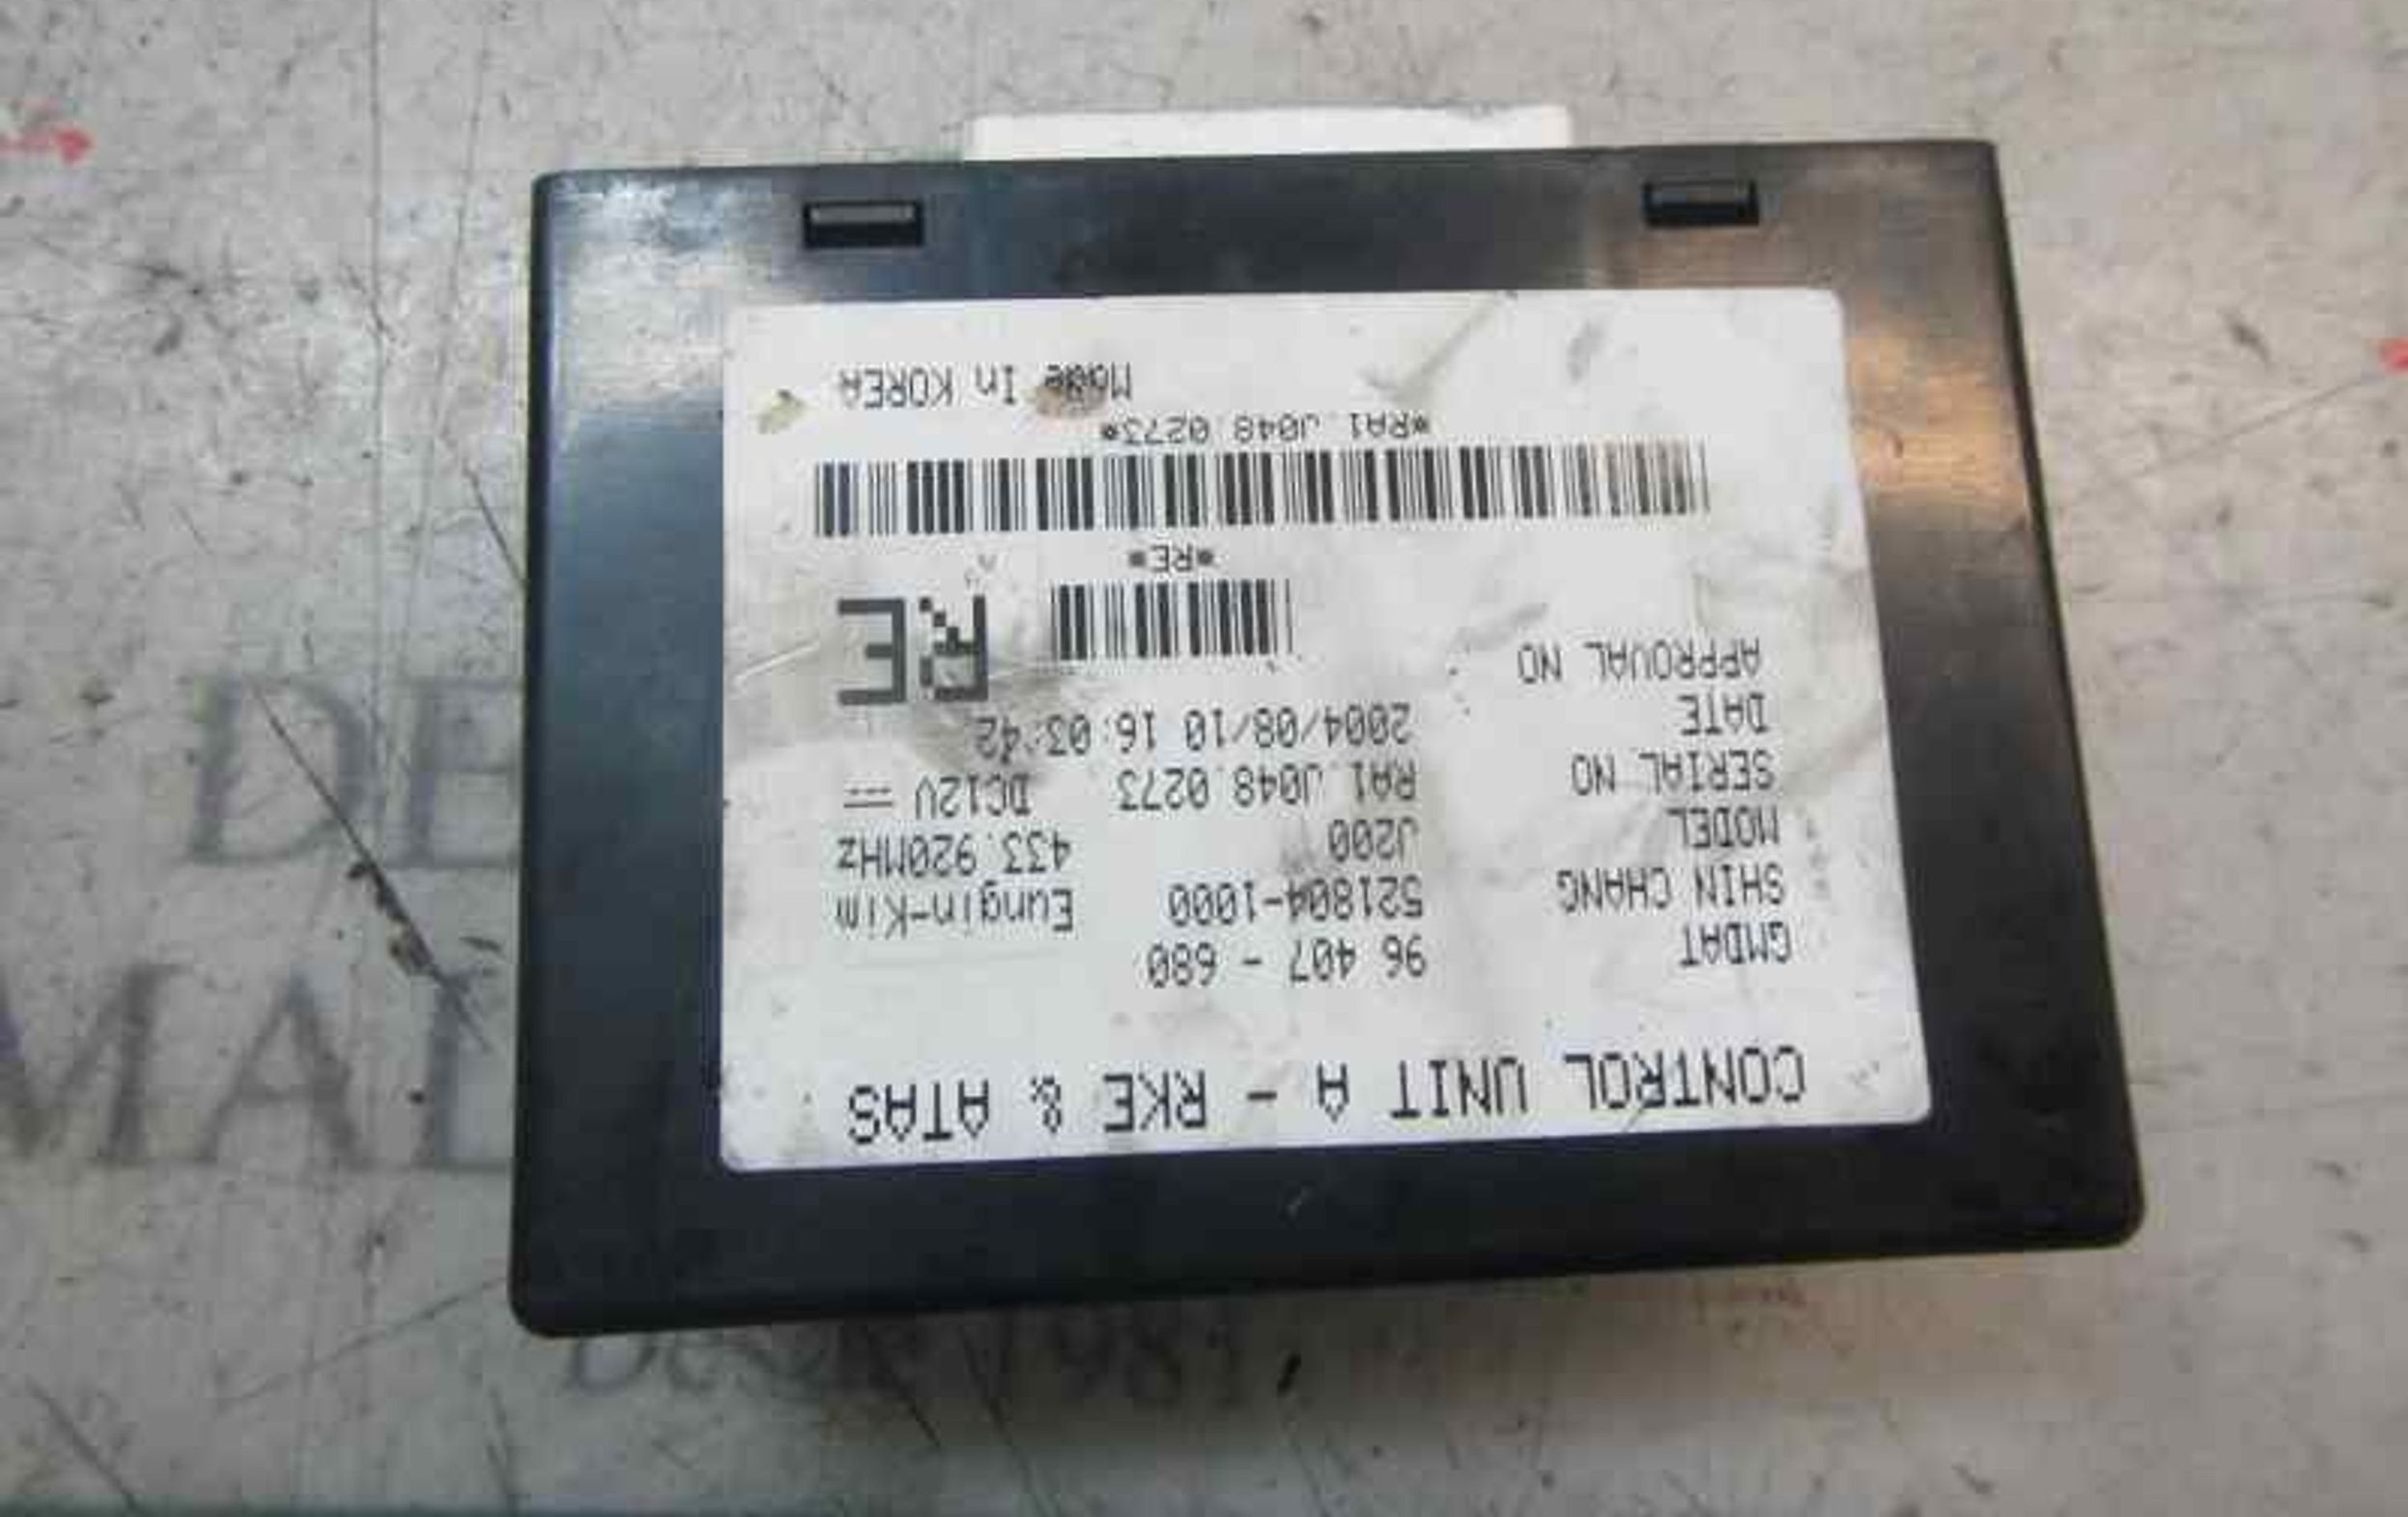 CONTROL UNIT A - RKE & ATAS
GMDAT 96 407 - 680
SHIN CHANG 521804-1000 Eungin-Kim
MODEL J200 433.920MHz
SERIAL NO RA1 J048 0273 DC12V
DATE 2004/08/10 16:03:42
APPROVAL NO
RE
*RE*
*RA1 J048 0273*
Made In KOREA
1981